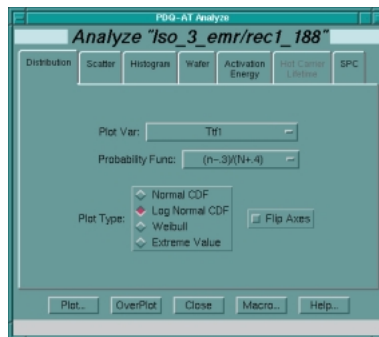 PDQ-AT Analyze
Analyze "Iso_3_emr/rec1_188"
Distribution Scatter Histogram Wafer Activation Energy Hot Carrier Lifetime SPC
Plot Var: Ttf1
Probability Func: (n-.3)/(N+.4)
Normal CDF
Log Normal CDF
Plot Type:
Weibull
Extreme Value
Flip Axes
Plot... OverPlot Close Macro... Help...